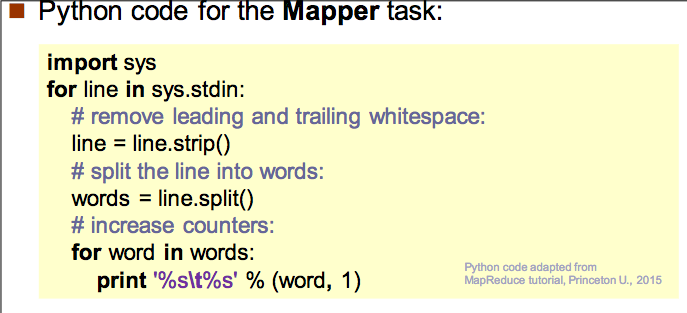 Python code for the Mapper task:
import sys
for line in sys.stdin:
# remove leading and trailing whitespace:
line = line.strip()
# split the line into words:
words = line.split()
# increase counters:
for word in words:
print '%s\t%s' % (word, 1)
Python code adapted from
MapReduce tutorial, Princeton U., 2015